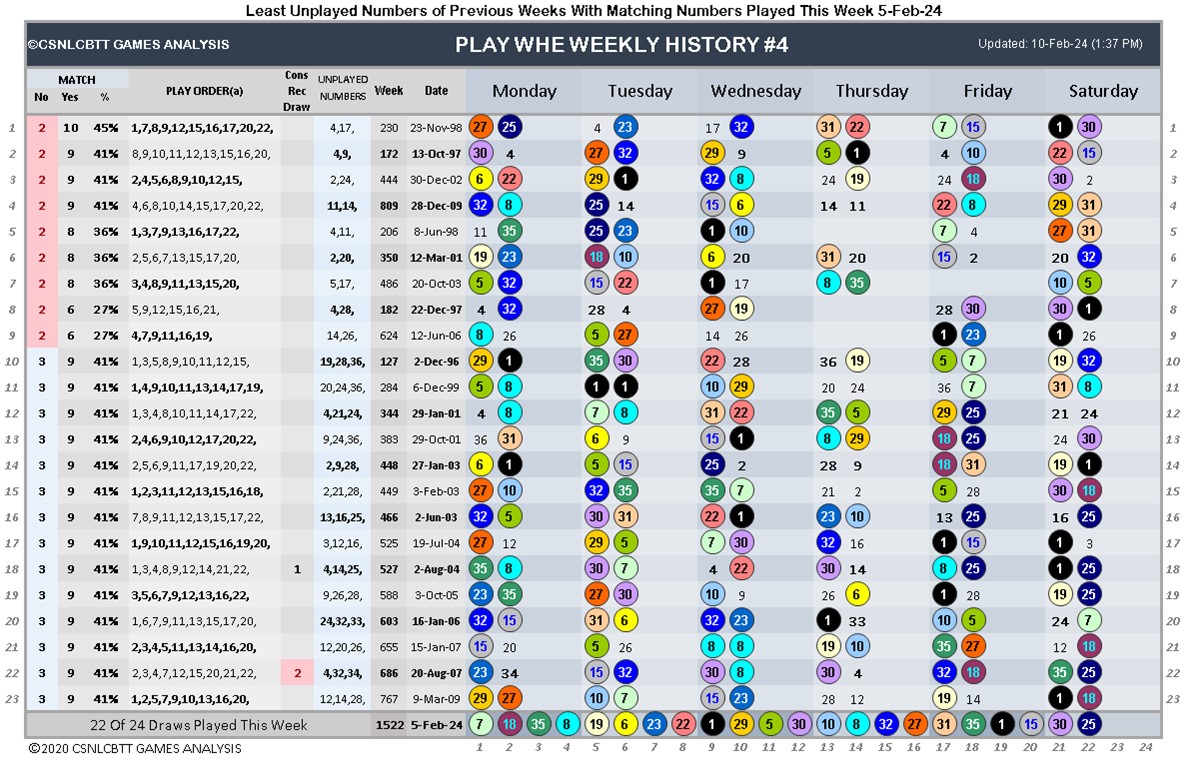 Least Unplayed Numbers of Previous Weeks With Matching Numbers Played This Week 5-Feb-24
©CSNLCBTT GAMES ANALYSIS PLAY WHE WEEKLY HISTORY #4 Updated: 10-Feb-24 (1:37 PM)
MATCH No Yes % PLAY ORDER(a) Cons Rec Draw UNPLAYED NUMBERS Week Date Monday Tuesday Wednesday Thursday Friday Saturday
1 2 10 45% 1,7,8,9,12,15,16,17,20,22, 4,17, 230 23-Nov-98 27 25 4 23 17 32 31 22 7 15 1 30 1
2 2 9 41% 8,9,10,11,12,13,15,16,20, 4,9, 172 13-Oct-97 30 4 27 32 29 9 5 1 4 10 22 15 2
3 2 9 41% 2,4,5,6,8,9,10,12,15, 2,24, 444 30-Dec-02 6 22 29 1 32 8 24 19 24 18 30 2 3
4 2 9 41% 4,6,8,10,14,15,17,20,22, 11,14, 809 28-Dec-09 32 8 25 14 15 6 14 11 22 8 29 31 4
5 2 8 36% 1,3,7,9,13,16,17,22, 4,11, 206 8-Jun-98 11 35 25 23 1 10 7 4 27 31 5
6 2 8 36% 2,5,6,7,13,15,17,20, 2,20, 350 12-Mar-01 19 23 18 10 6 20 31 20 15 2 20 32 6
7 2 8 36% 3,4,8,9,11,13,15,20, 5,17, 486 20-Oct-03 5 32 15 22 1 17 8 35 10 5 7
8 2 6 27% 5,9,12,15,16,21, 4,28, 182 22-Dec-97 4 32 28 4 27 19 28 30 30 1 8
9 2 6 27% 4,7,9,11,16,19, 14,26, 624 12-Jun-06 8 26 5 27 14 26 1 23 1 26 9
10 3 9 41% 1,3,5,8,9,10,11,12,15, 19,28,36, 127 2-Dec-96 29 1 35 30 22 28 36 19 5 7 19 32 10
11 3 9 41% 1,4,9,10,11,13,14,17,19, 20,24,36, 284 6-Dec-99 5 8 1 1 10 29 20 24 36 7 31 8 11
12 3 9 41% 1,3,4,8,10,11,14,17,22, 4,21,24, 344 29-Jan-01 4 8 7 8 31 22 35 5 29 25 21 24 12
13 3 9 41% 2,4,6,9,10,12,17,20,22, 9,24,36, 383 29-Oct-01 36 31 6 9 15 1 8 29 18 25 24 30 13
14 3 9 41% 2,5,6,9,11,17,19,20,22, 2,9,28, 448 27-Jan-03 6 1 5 15 25 2 28 9 18 31 19 1 14
15 3 9 41% 1,2,3,11,12,13,15,16,18, 2,21,28, 449 3-Feb-03 27 10 32 35 35 7 21 2 5 28 30 18 15
16 3 9 41% 7,8,9,11,12,13,15,17,22, 13,16,25, 466 2-Jun-03 32 5 30 31 22 1 23 10 13 25 16 25 16
17 3 9 41% 1,9,10,11,12,15,16,19,20, 3,12,16, 525 19-Jul-04 27 12 29 5 7 30 32 16 1 15 1 3 17
18 3 9 41% 1,3,4,8,9,12,14,21,22, 1 4,14,25, 527 2-Aug-04 35 8 30 7 4 22 30 14 8 25 1 25 18
19 3 9 41% 3,5,6,7,9,12,13,16,22, 9,26,28, 588 3-Oct-05 23 35 27 30 10 9 26 6 1 28 19 25 19
20 3 9 41% 1,6,7,9,11,13,15,17,20, 24,32,33, 603 16-Jan-06 32 15 31 6 32 23 1 33 10 5 24 7 20
21 3 9 41% 2,3,4,5,11,13,14,16,20, 12,20,26, 655 15-Jan-07 15 20 5 26 8 8 19 10 35 27 12 18 21
22 3 9 41% 2,3,4,7,12,15,20,21,22, 2 4,32,34, 686 20-Aug-07 23 34 15 32 30 8 30 4 32 18 35 25 22
23 3 9 41% 1,2,5,7,9,10,13,16,20, 12,14,28, 767 9-Mar-09 29 27 10 7 15 23 28 12 19 14 1 18 23
22 Of 24 Draws Played This Week 1522 5-Feb-24 7 18 35 8 19 6 23 22 1 29 5 30 10 8 32 27 31 35 1 15 30 25
©2020 CSNLCBTT GAMES ANALYSIS 1 2 3 4 5 6 7 8 9 10 11 12 13 14 15 16 17 18 19 20 21 22 23 24